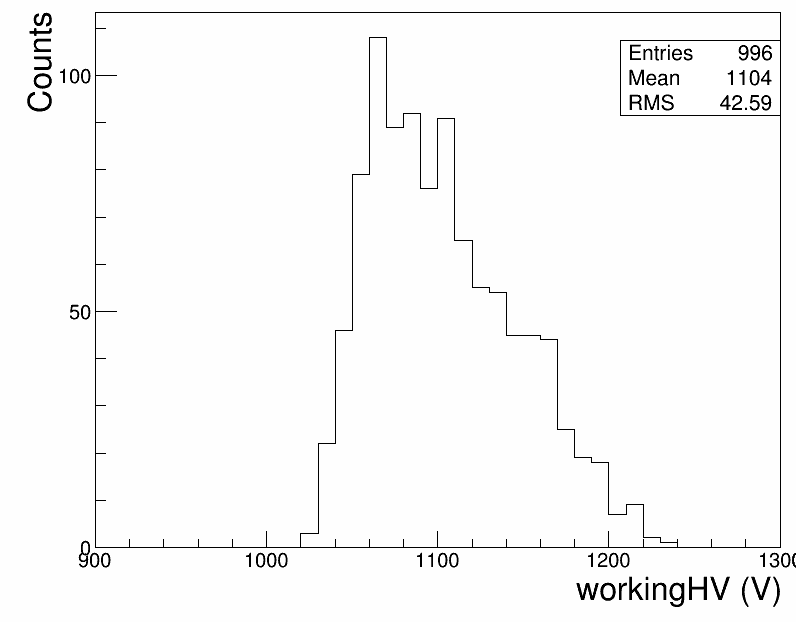 Counts
Entries 996
Mean 1104
RMS 42.59
100
50
0
900 1000 1100 1200 1300
workingHV (V)